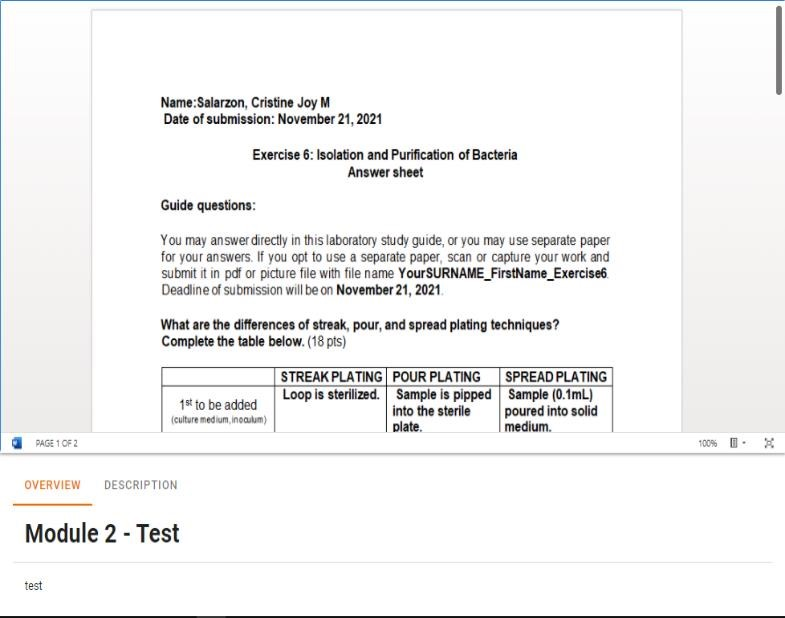 Name:Salarzon, Cristine Joy M
Date of submission: November 21, 2021
Exercise 6: Isolation and Purification of Bacteria
Answer sheet
Guide questions:
You may answer directly in this laboratory study guide, or you may use separate paper
for your answers. If you opt to use a separate paper, scan or capture your work and
submit it in pdf or picture file with file name YourSURNAME_FirstName_Exercise6.
Deadline of submission will be on November 21, 2021.
What are the differences of streak, pour, and spread plating techniques?
Complete the table below. (18 pts)
STREAK PLATING POUR PLATING SPREAD PLATING
1st to be added
(culture medium, inoculum)
Loop is sterilized.
Sample is pipped
into the sterile
plate.
Sample (0.1mL)
poured into solid
medium.
PAGE 1 OF 2
100%
OVERVIEW DESCRIPTION
Module 2 - Test
test